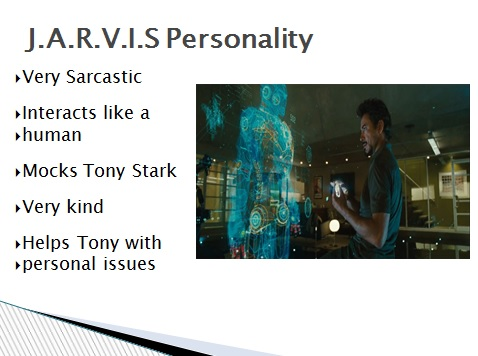 J.A.R.V.I.S Personality
Very Sarcastic
Interacts like a
human
Mocks Tony Stark
Very kind
Helps Tony with
personal issues